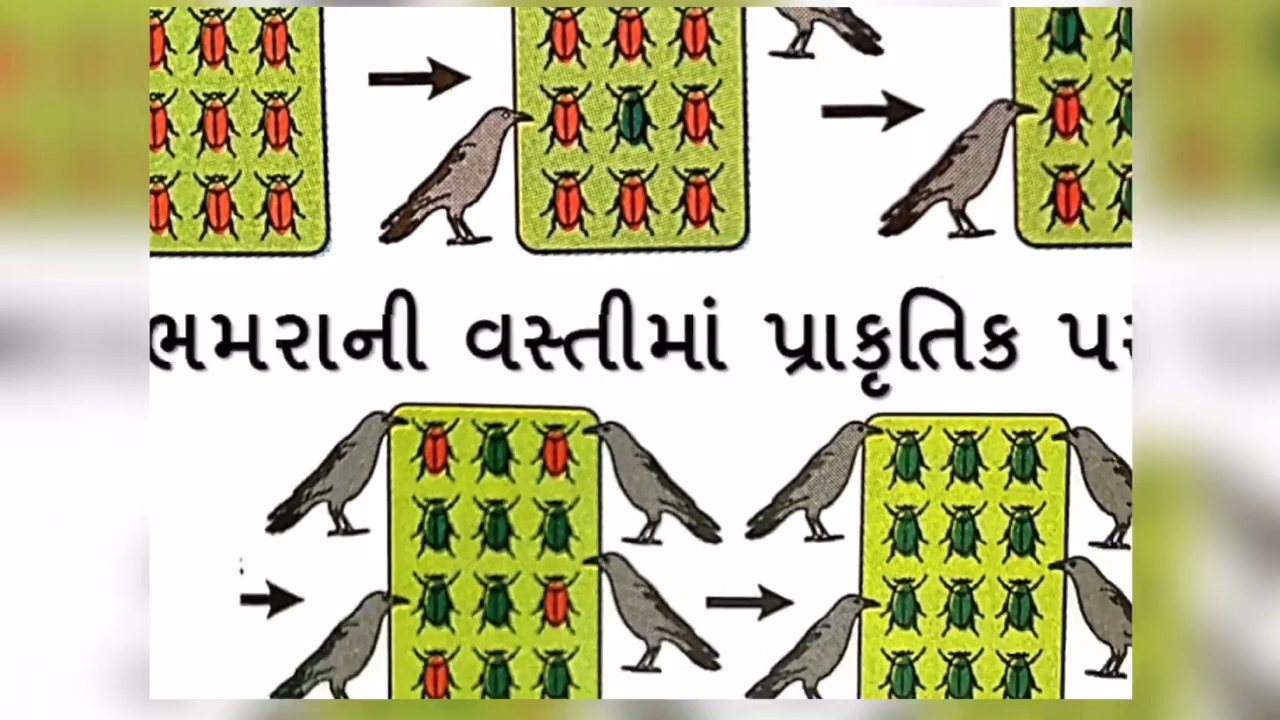 ભમરાની વસ્તીમાં પ્રાકૃતિક